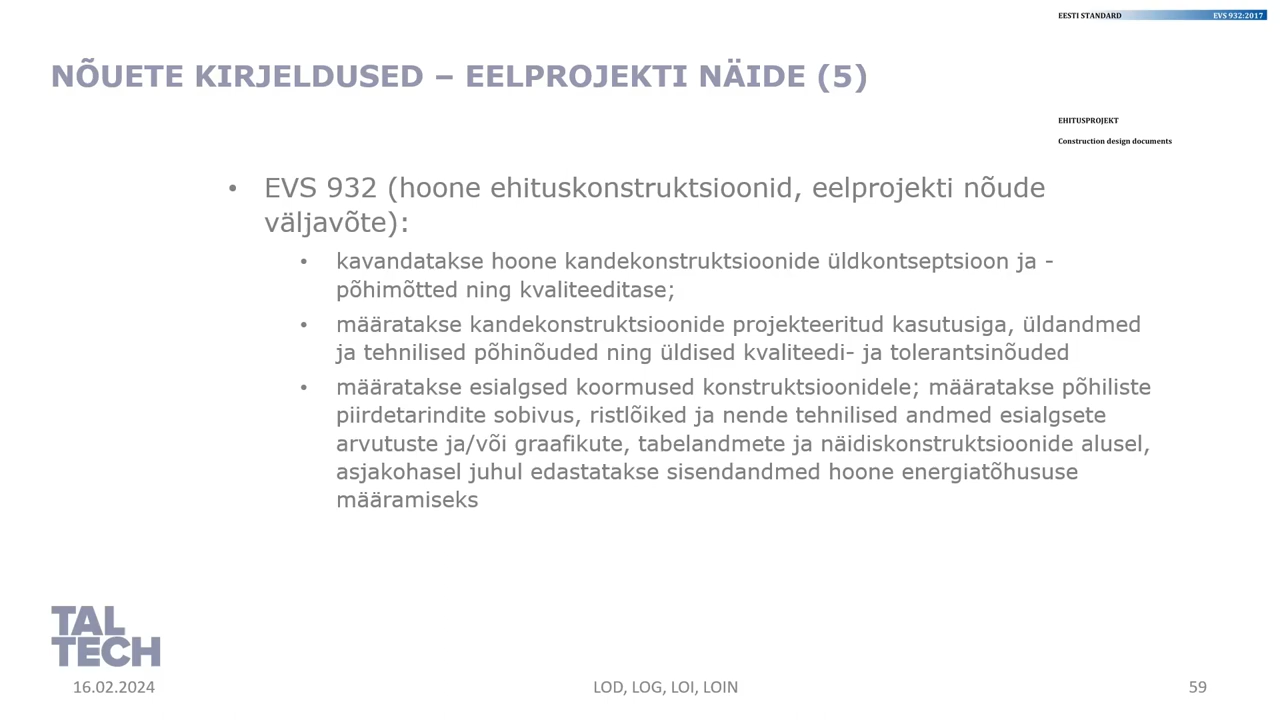 EESTI STANDARD EVS 932:2017
NÕUETE KIRJELDUSED – EELPROJEKTI NÄIDE (5)
EHITUSPROJEKT
Construction design documents
• EVS 932 (hoone ehituskonstruktsioonid, eelprojekti nõude
väljavõte):
• kavandatakse hoone kandekonstruktsioonide üldkontseptsioon ja -
põhimõtted ning kvaliteeditase;
• määratakse kandekonstruktsioonide projekteeritud kasutusiga, üldandmed
ja tehnilised põhinõuded ning üldised kvaliteedi- ja tolerantsinõuded
• määratakse esialgsed koormused konstruktsioonidele; määratakse põhiliste
piirdetarindite sobivus, ristlõiked ja nende tehnilised andmed esialgsete
arvutuste ja/või graafikute, tabelandmete ja näidiskonstruktsioonide alusel,
asjakohasel juhul edastatakse sisendandmed hoone energiatõhususe
määramiseks
TAL
TECH
16.02.2024 LOD, LOG, LOI, LOIN 59